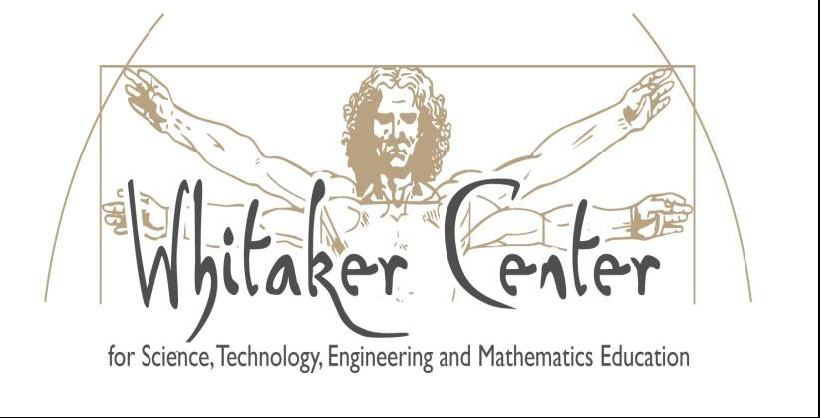 Whitaker Center
for Science, Technology, Engineering and Mathematics Education